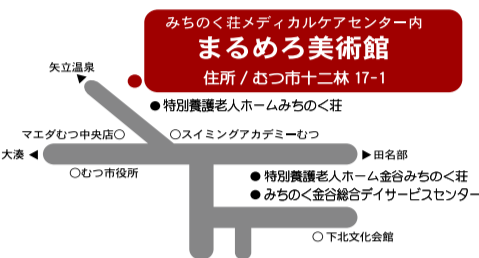 みちのく荘メディカルケアセンター内
まるめろ美術館
住所 / むつ市十二林 17-1
矢立温泉
●特別養護老人ホームみちのく荘
マエダむつ中央店○
○スイミングアカデミーむつ
大湊◀
▶田名部
○むつ市役所
●特別養護老人ホーム金谷みちのく荘
●みちのく金谷総合デイサービスセンター
○下北文化会館